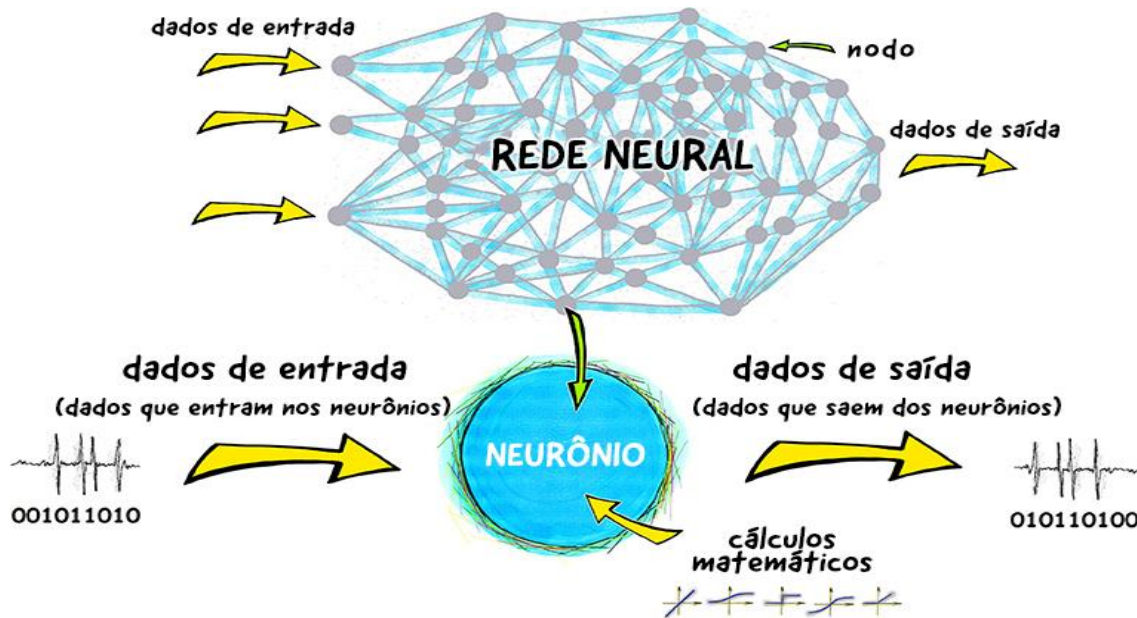 dados de entrada
nodo
dados de saída
REDE NEURAL
dados de entrada
(dados que entram nos neurônios)
dados de saída
(dados que saem dos neurônios)
NEURÔNIO
001011010
010110100
cálculos
matemáticos